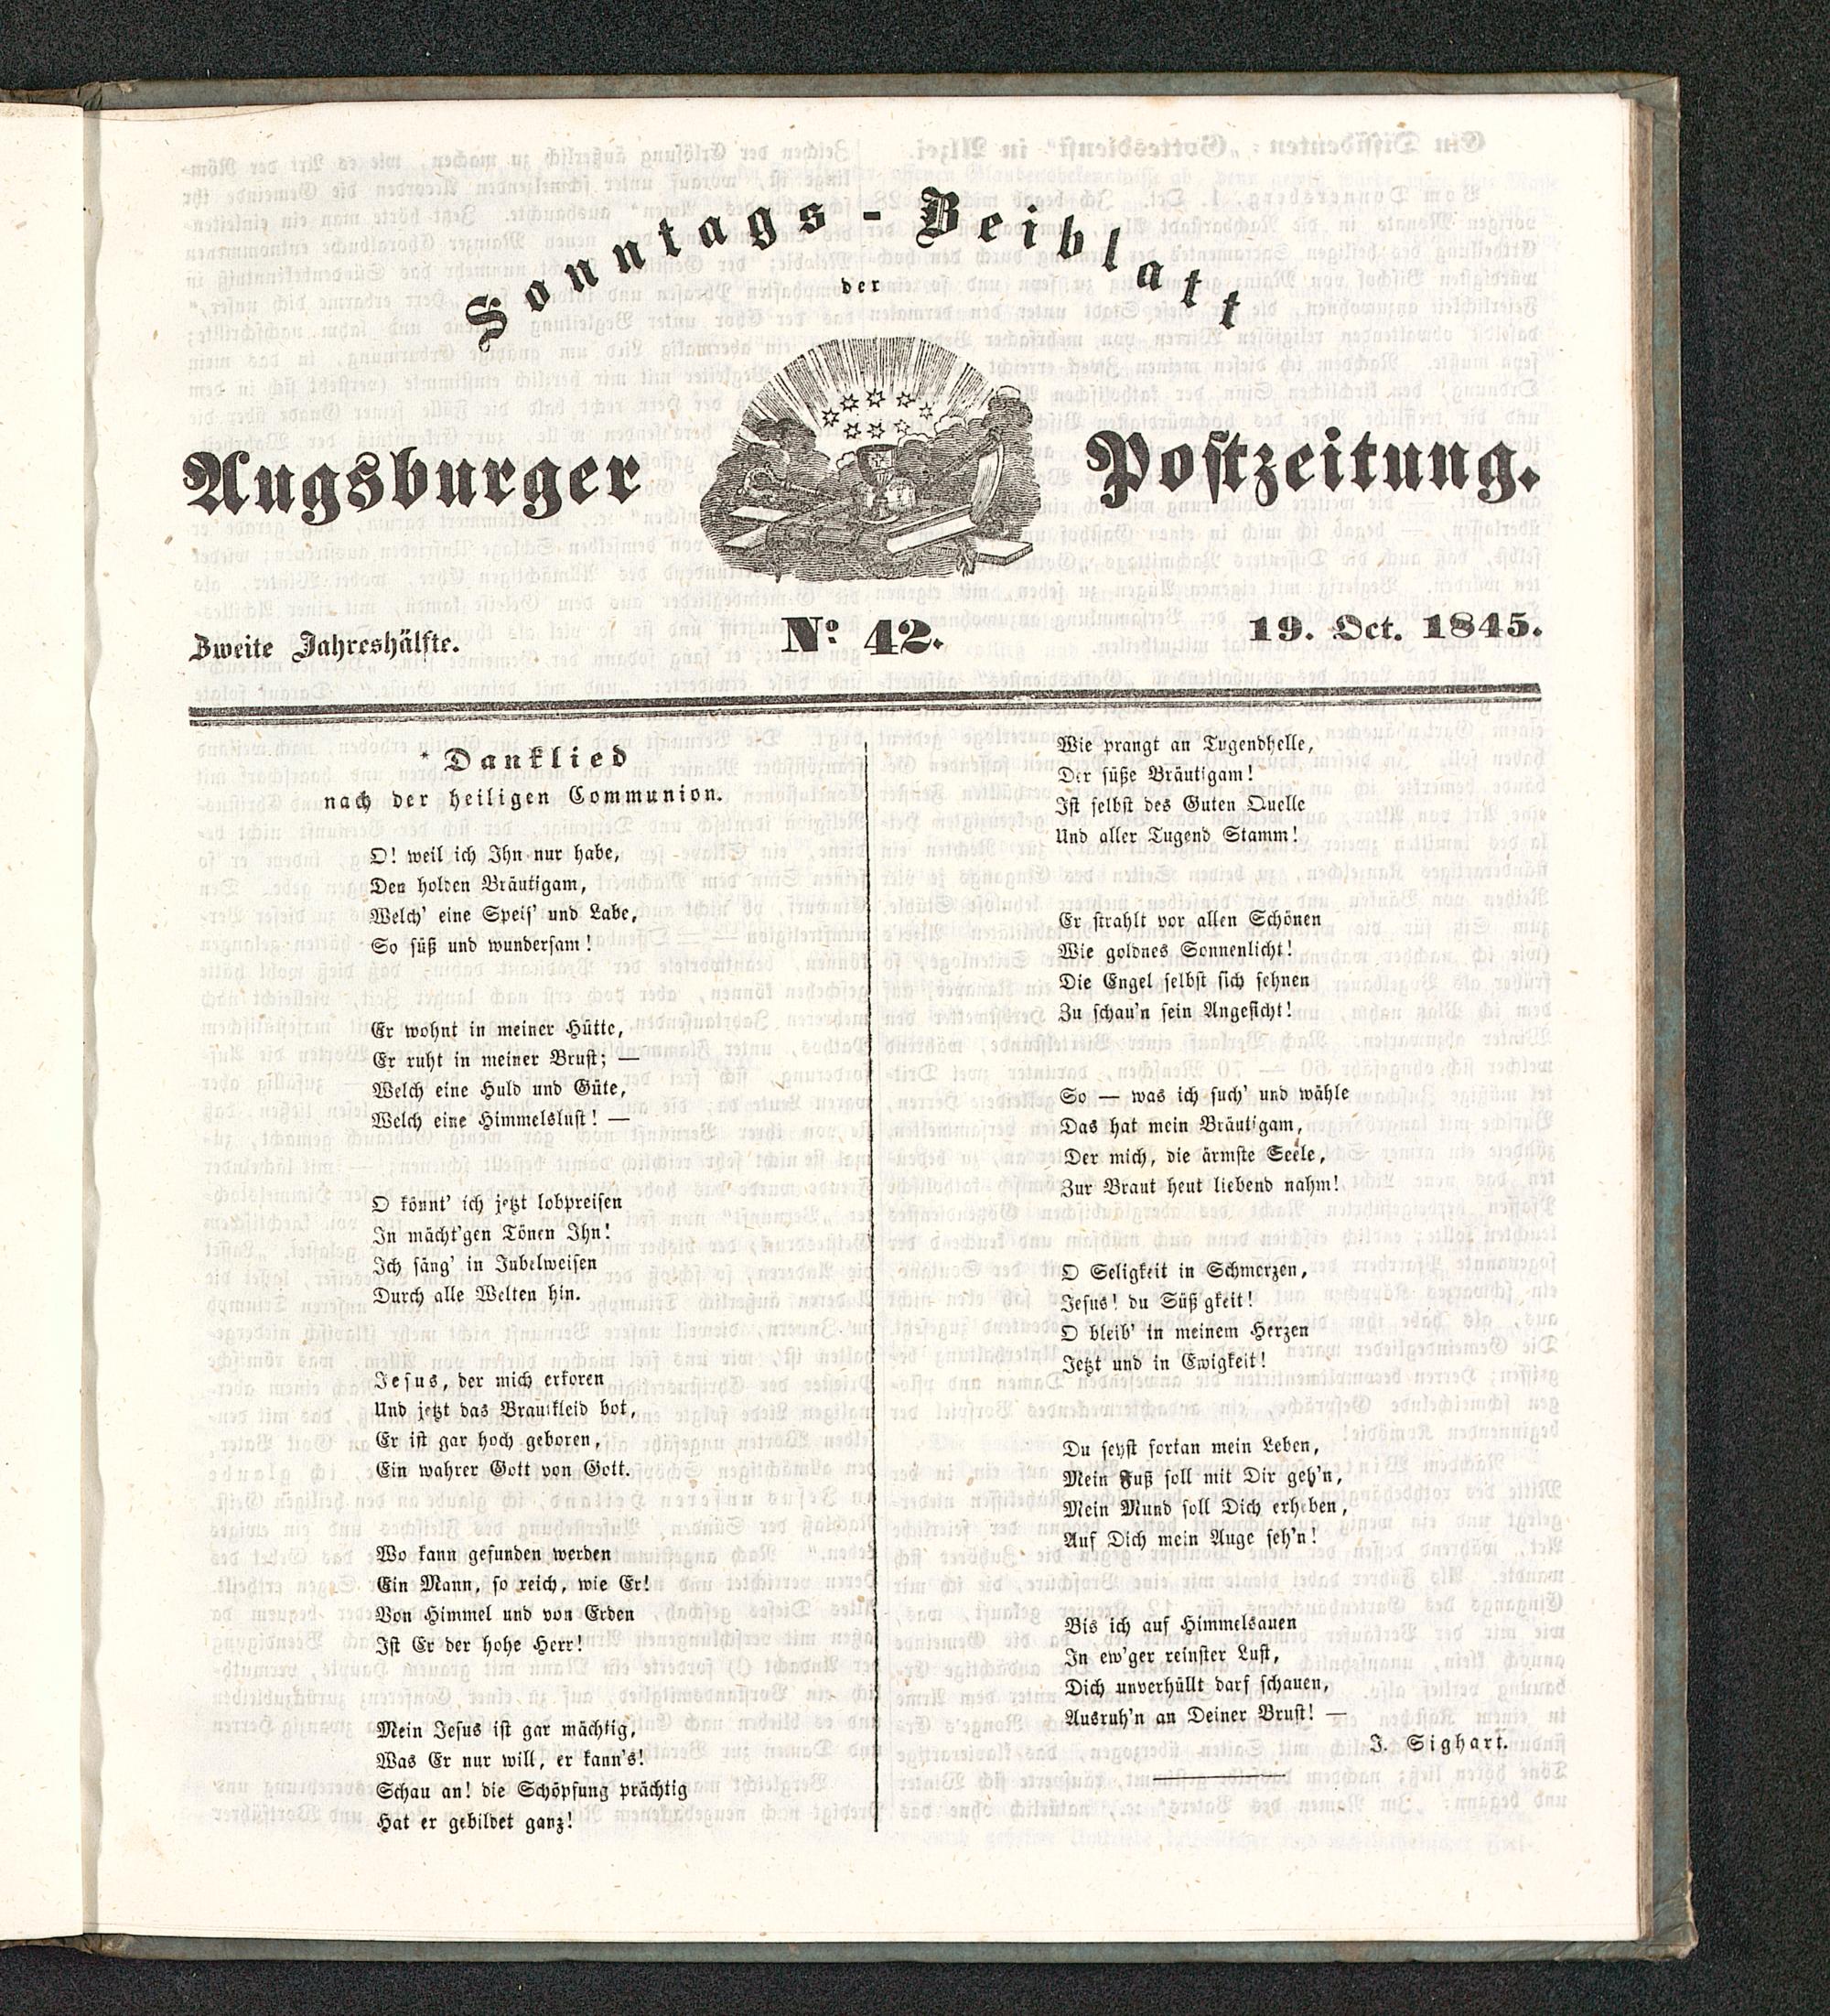 Sonntags-Beiblatt
der
Augsburger Postzeitung.
Zweite Jahreshälfte. No. 42. 19. Oct. 1845.
* Danklied
nach der heiligen Communion.
O! weil ich Ihn nur habe,
Den holden Bräutigam,
Welch' eine Speis' und Labe,
So süß und wundersam!
Er wohnt in meiner Hütte,
Er ruht in meiner Brust; —
Welch eine Huld und Güte,
Welch eine Himmelslust! —
O könnt' ich jetzt lobpreisen
In mächt'gen Tönen Ihn!
Ich säng' in Jubelweisen
Durch alle Welten hin.
Jesus, der mich erkoren
Und jetzt das Brautkleid bot,
Er ist gar hoch geboren,
Ein wahrer Gott von Gott.
Wo kann gefunden werden
Ein Mann, so reich, wie Er!
Von Himmel und von Erden
Ist Er der hohe Herr!
Mein Jesus ist gar mächtig,
Was Er nur will, er kann's!
Schau an! die Schöpfung prächtig
Hat er gebildet ganz!
Wie prangt an Tugendhelle,
Der süße Bräutigam!
Ist selbst des Guten Quelle
Und aller Tugend Stamm!
Er strahlt vor allen Schönen
Wie goldnes Sonnenlicht!
Die Engel selbst sich sehnen
Zu schau'n sein Angesicht!
So — was ich such' und wähle
Das hat mein Bräutigam,
Der mich, die ärmste Seele,
Zur Braut heut liebend nahm!
O Seligkeit in Schmerzen,
Jesus! du Süßigkeit!
O bleib' in meinem Herzen
Jetzt und in Ewigkeit!
Du seyst fortan mein Leben,
Mein Fuß soll mit Dir geh'n,
Mein Mund soll Dich erheben,
Auf Dich mein Auge seh'n!
Bis ich auf Himmelsauen
In ew'ger reinster Lust,
Dich unverhüllt darf schauen,
Ausruh'n an Deiner Brust! —
J. Sighart.